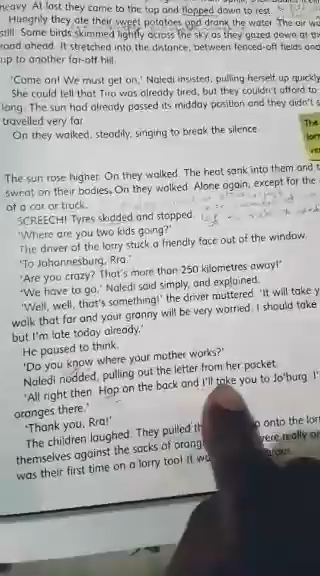 heavy. At last they came to the top and flopped down to rest.
Hungrily they ate their sweet potatoes and drank the water. The air wa
still. Some birds skimmed lightly across the sky as they gazed down at th
road ahead. It stretched into the distance, between fenced-off fields and
up to another far-off hill.
'Come on! We must get on,' Naledi insisted, pulling herself up quickly
She could tell that Tiro was already tired, but they couldn't afford to
long. The sun had already passed its midday position and they didn't s
travelled very far.
On they walked, steadily, singing to break the silence.
The
The sun rose higher. On they walked. The heat sank into them and t
sweat on their bodies. On they walked. Alone again, except for the
of a car or truck.
SCREECH! Tyres skidded and stopped.
'Where are you two kids going?'
The driver of the lorry stuck a friendly face out of the window.
'To Johannesburg, Rra.'
'Are you crazy? That's more than 250 kilometres away!'
'We have to go,' Naledi said simply, and explained.
'Well, well, that's something!' the driver muttered. 'It will take y
walk that far and your granny will be very worried. I should take
but I'm late today already.'
He paused to think.
'Do you know where your mother works?'
Naledi nodded, pulling out the letter from her pocket.
'All right then. Hop on the back and I'll take you to Jo'burg. I'
oranges there.'
'Thank you, Rra!'
The children laughed. They pulled th onto the lorr
themselves against the sacks of orang were really on
was their first time on a lorry too! It wa